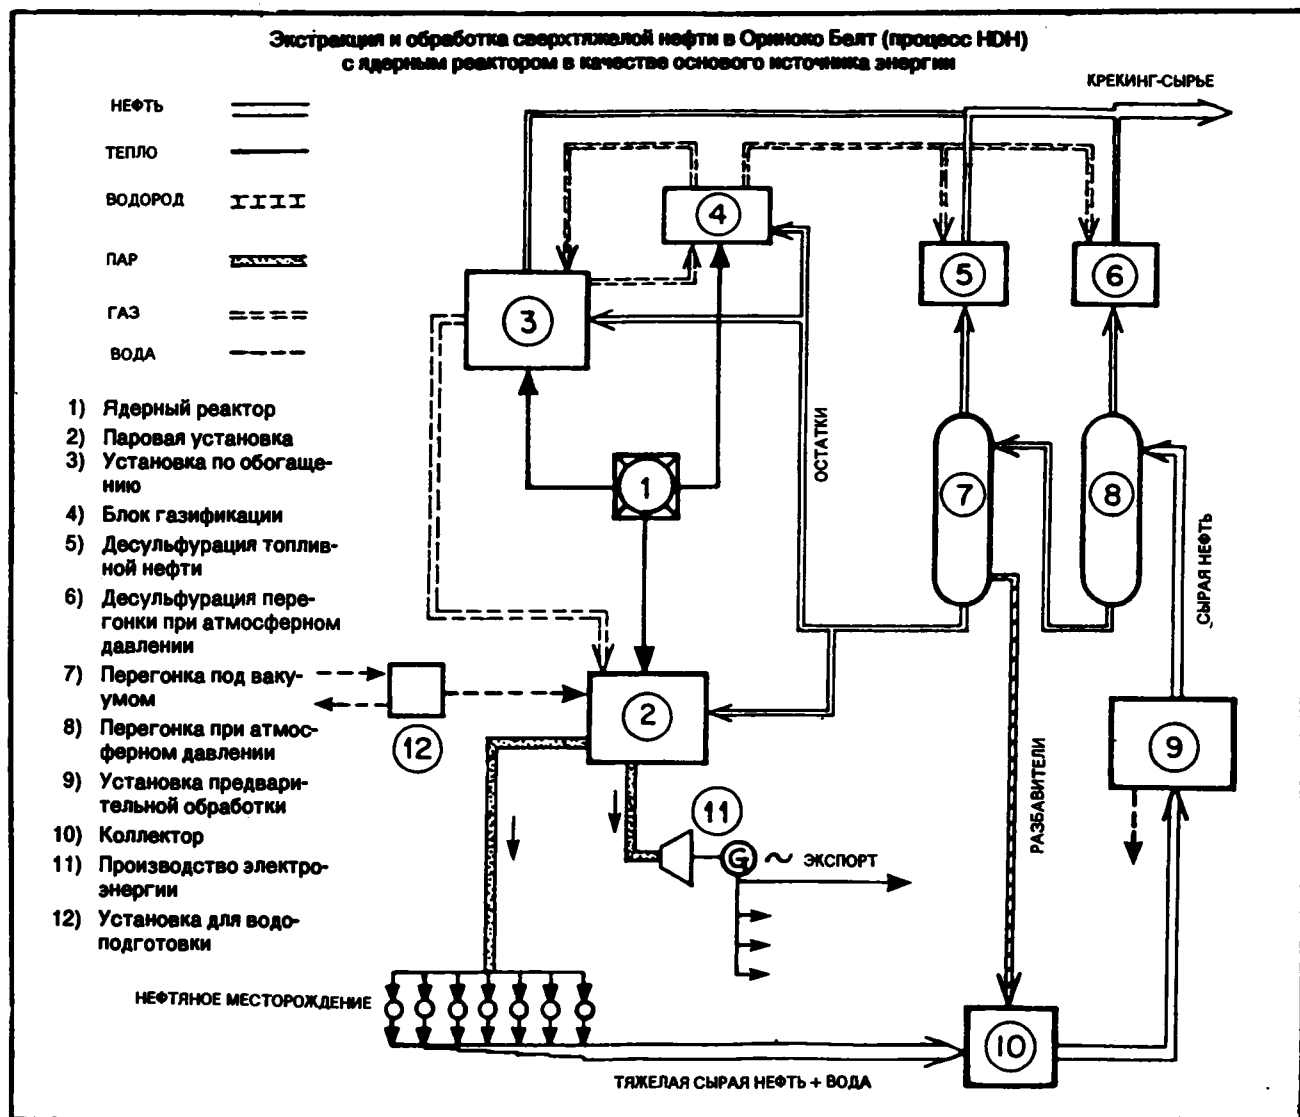 Экстракция и обработка сверхтяжелой нефти в Ориноко Белт (процесс HDH)
с ядерным реактором в качестве основого источника энергии
КРЕКИНГ-СЫРЬЕ
НЕФТЬ
ТЕПЛО
ВОДОРОД
ПАР
ГАЗ
ВОДА
1) Ядерный реактор
2) Паровая установка
3) Установка по обогаще-
нию
4) Блок газификации
5) Десульфурация топлив-
ной нефти
6) Десульфурация пере-
гонки при атмосферном
давлении
7) Перегонка под ваку-
умом
8) Перегонка при атмос-
ферном давлении
9) Установка предвари-
тельной обработки
10) Коллектор
11) Производство электро-
энергии
12) Установка для водо-
подготовки
4
5
6
3
1
7
8
ОСТАТКИ
СЫРАЯ НЕФТЬ
2
12
9
РАЗБАВИТЕЛИ
11
G
~ ЭКСПОРТ
НЕФТЯНОЕ МЕСТОРОЖДЕНИЕ
10
ТЯЖЕЛАЯ СЫРАЯ НЕФТЬ + ВОДА